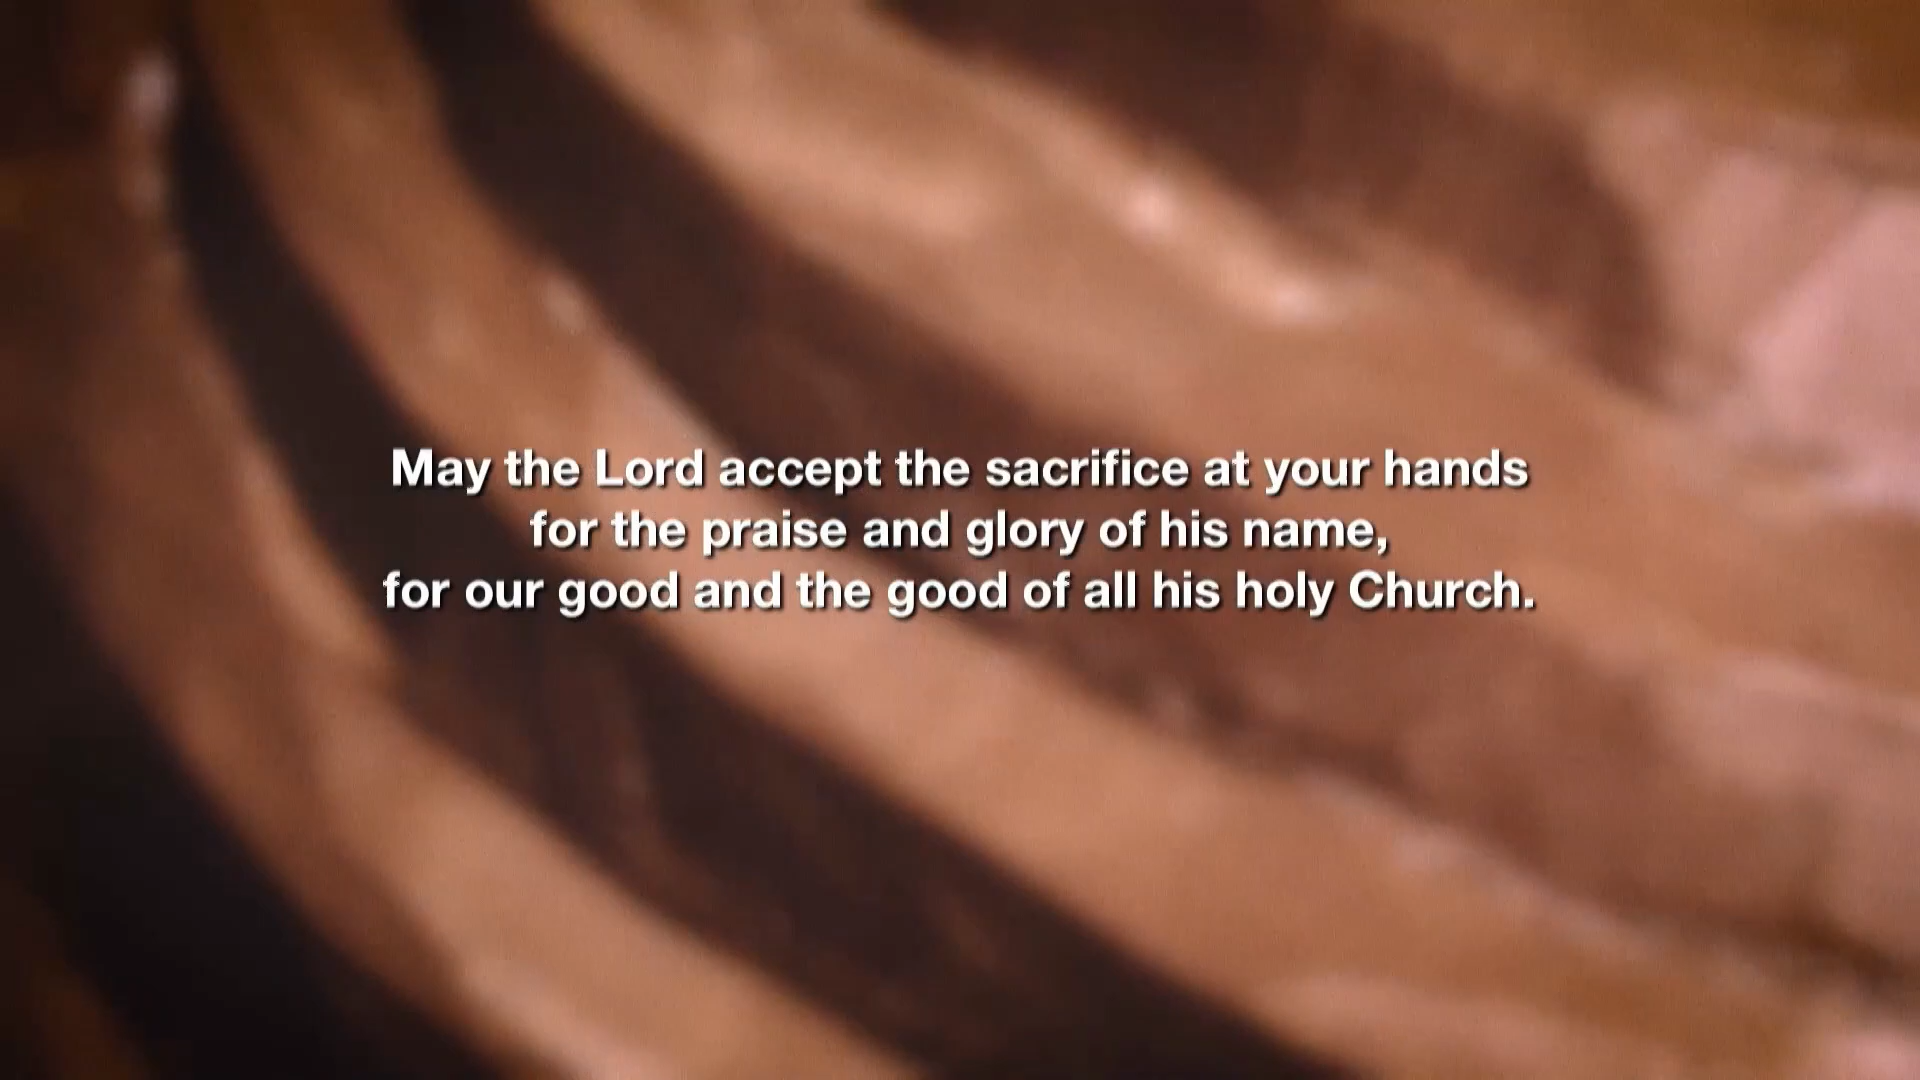 May the Lord accept the sacrifice at your hands
for the praise and glory of his name,
for our good and the good of all his holy Church.